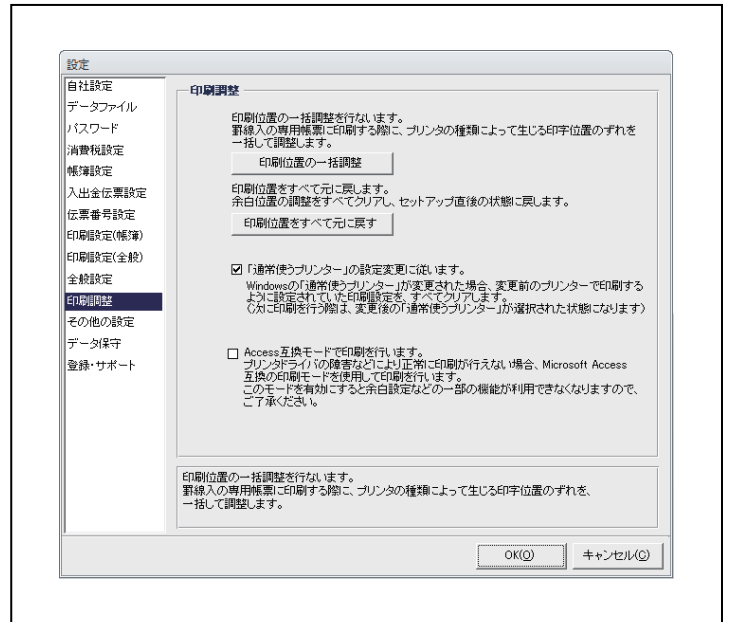 設定
自社設定
データファイル
パスワード
消費税設定
帳簿設定
入出金伝票設定
伝票番号設定
印刷設定(帳簿)
印刷設定(全般)
全般設定
印刷調整
その他の設定
データ保守
登録・サポート
印刷調整
印刷位置の一括調整を行ないます。
罫線入の専用帳票に印刷する際に、プリンタの種類によって生じる印字位置のずれを
一括して調整します。
印刷位置の一括調整
印刷位置をすべて元に戻します。
余白位置の調整をすべてクリアし、セットアップ直後の状態に戻します。
印刷位置をすべて元に戻す
「通常使うプリンター」の設定変更に従います。
Windowsの「通常使うプリンター」が変更された場合、変更前のプリンターで印刷する
ように設定されていた印刷設定を、すべてクリアします。
(次に印刷を行う際は、変更後の「通常使うプリンター」が選択された状態になります)
Access互換モードで印刷を行います。
プリンタドライバの障害などにより正常に印刷が行えない場合、Microsoft Access
互換の印刷モードを使用して印刷を行います。
このモードを有効にすると余白設定などの一部の機能が利用できなくなりますので、
ご了承ください。
印刷位置の一括調整を行ないます。
罫線入の専用帳票に印刷する際に、プリンタの種類によって生じる印字位置のずれを、
一括して調整します。
OK(O)
キャンセル(C)